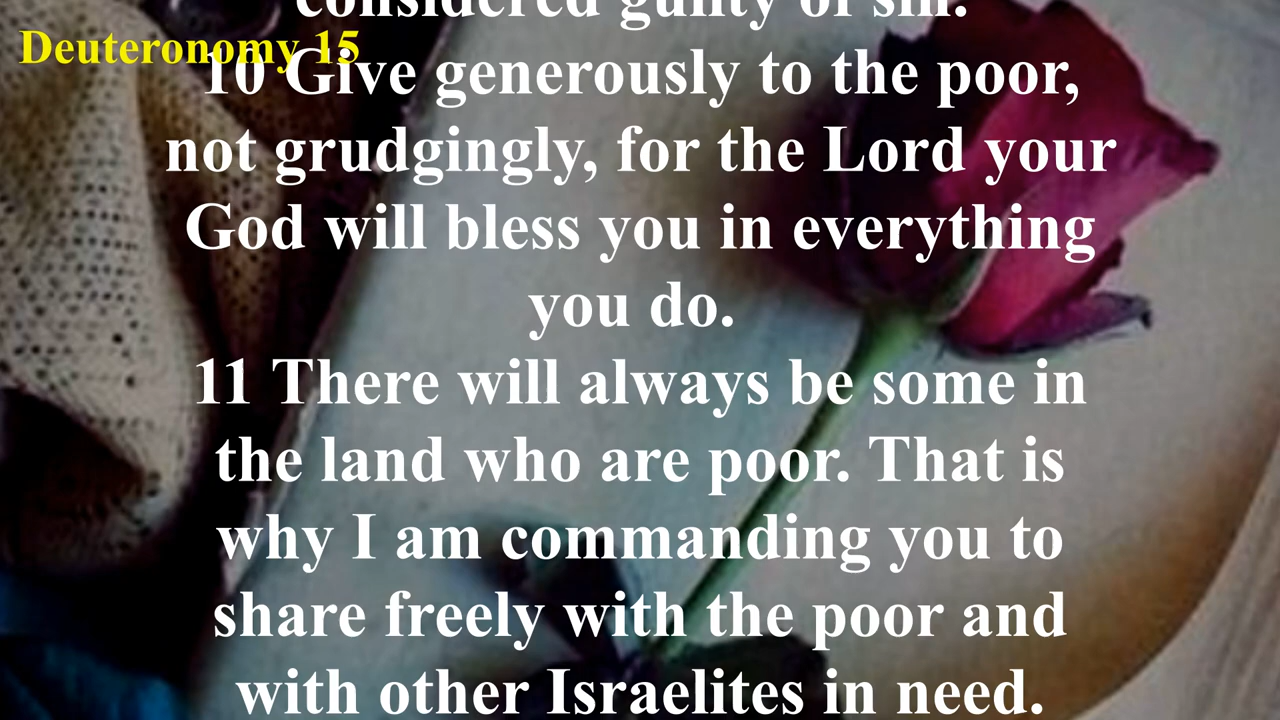 considered guilty of sin.
Deuteronomy 15
10 Give generously to the poor,
not grudgingly, for the Lord your
God will bless you in everything
you do.
11 There will always be some in
the land who are poor. That is
why I am commanding you to
share freely with the poor and
with other Israelites in need.